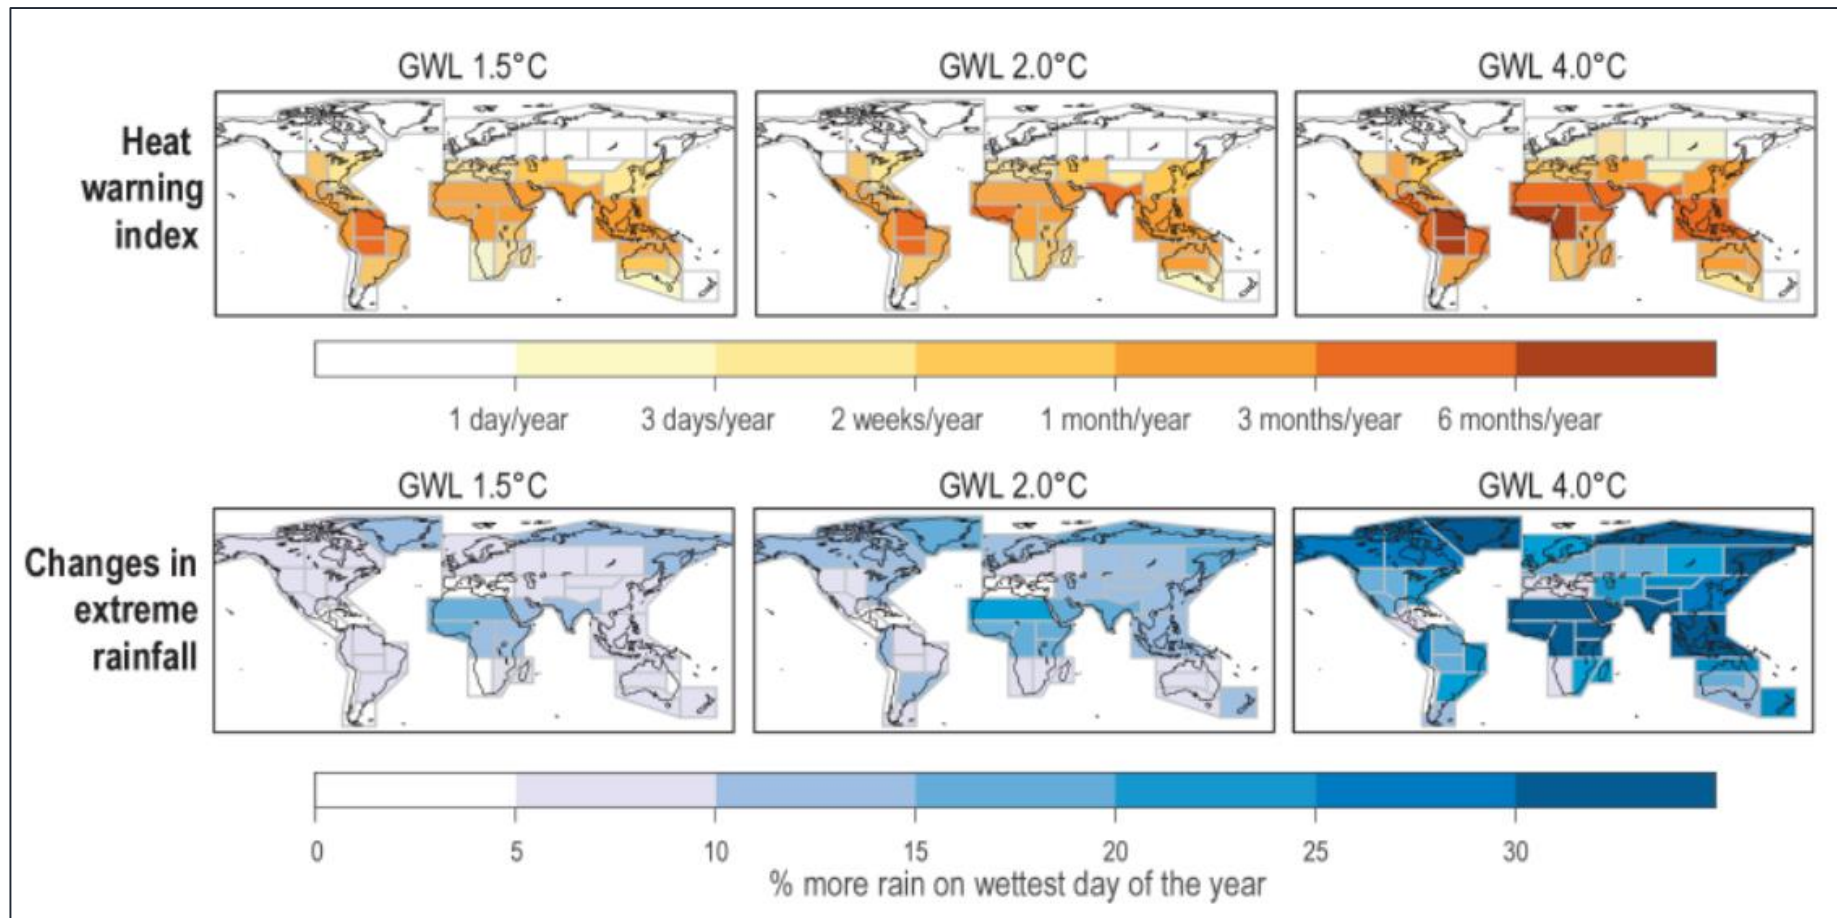 GWL 1.5°C
GWL 2.0°C
GWL 4.0°C
Heat
warning
index
1 day/year
3 days/year
2 weeks/year
1 month/year
3 months/year
6 months/year
GWL 1.5°C
GWL 2.0°C
GWL 4.0°C
Changes in
extreme
rainfall
0
5
10
15
20
25
30
% more rain on wettest day of the year